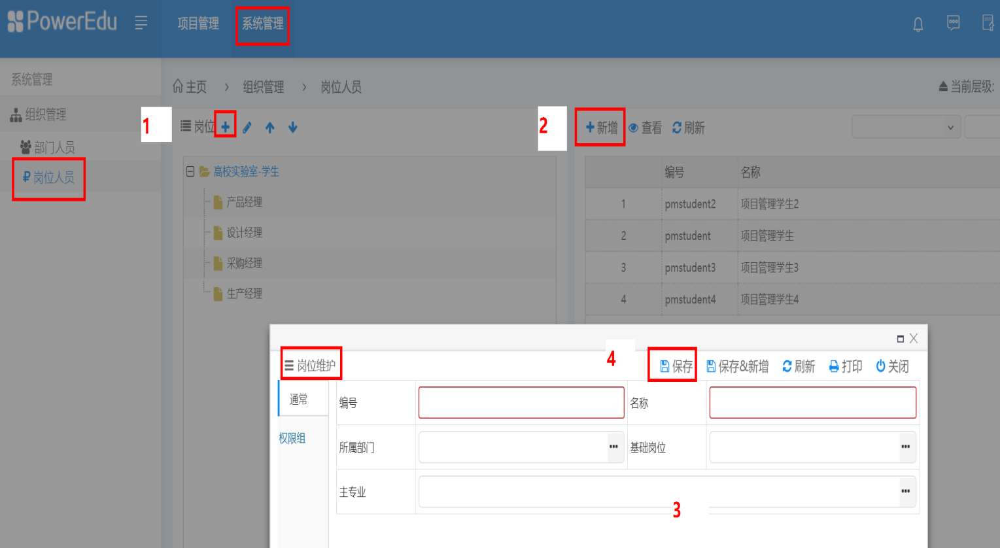 PowerEdu
项目管理
系统管理
系统管理
主页 > 组织管理 > 岗位人员
当前层级:
组织管理
部门人员
岗位人员
1
岗位
2
新增 查看 刷新
高校实验室-学生
产品经理
设计经理
采购经理
生产经理
编号 名称
1 pmstudent2 项目管理学生2
2 pmstudent 项目管理学生
3 pmstudent3 项目管理学生3
4 pmstudent4 项目管理学生4
岗位维护
4
保存 保存&新增 刷新 打印 关闭
通常
权限组
编号 名称
所属部门 基础岗位
主专业
3